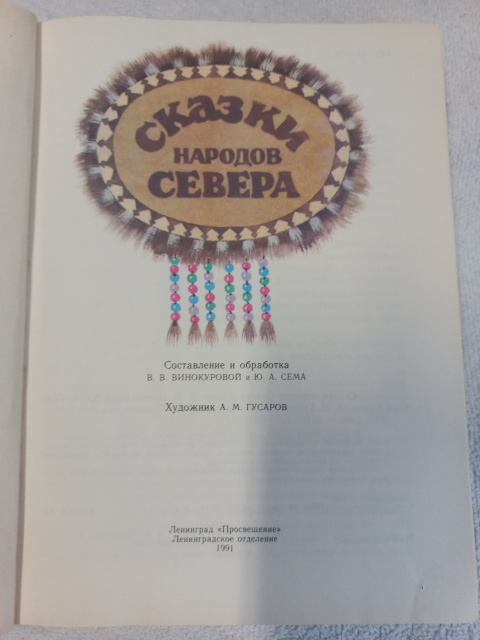 СКАЗКИ
НАРОДОВ
СЕВЕРА
Составление и обработка
В. В. ВИНОКУРОВОЙ и Ю. А. СЕМА
Художник А. М. ГУСАРОВ
Ленинград «Просвещение»
Ленинградское отделение
1991